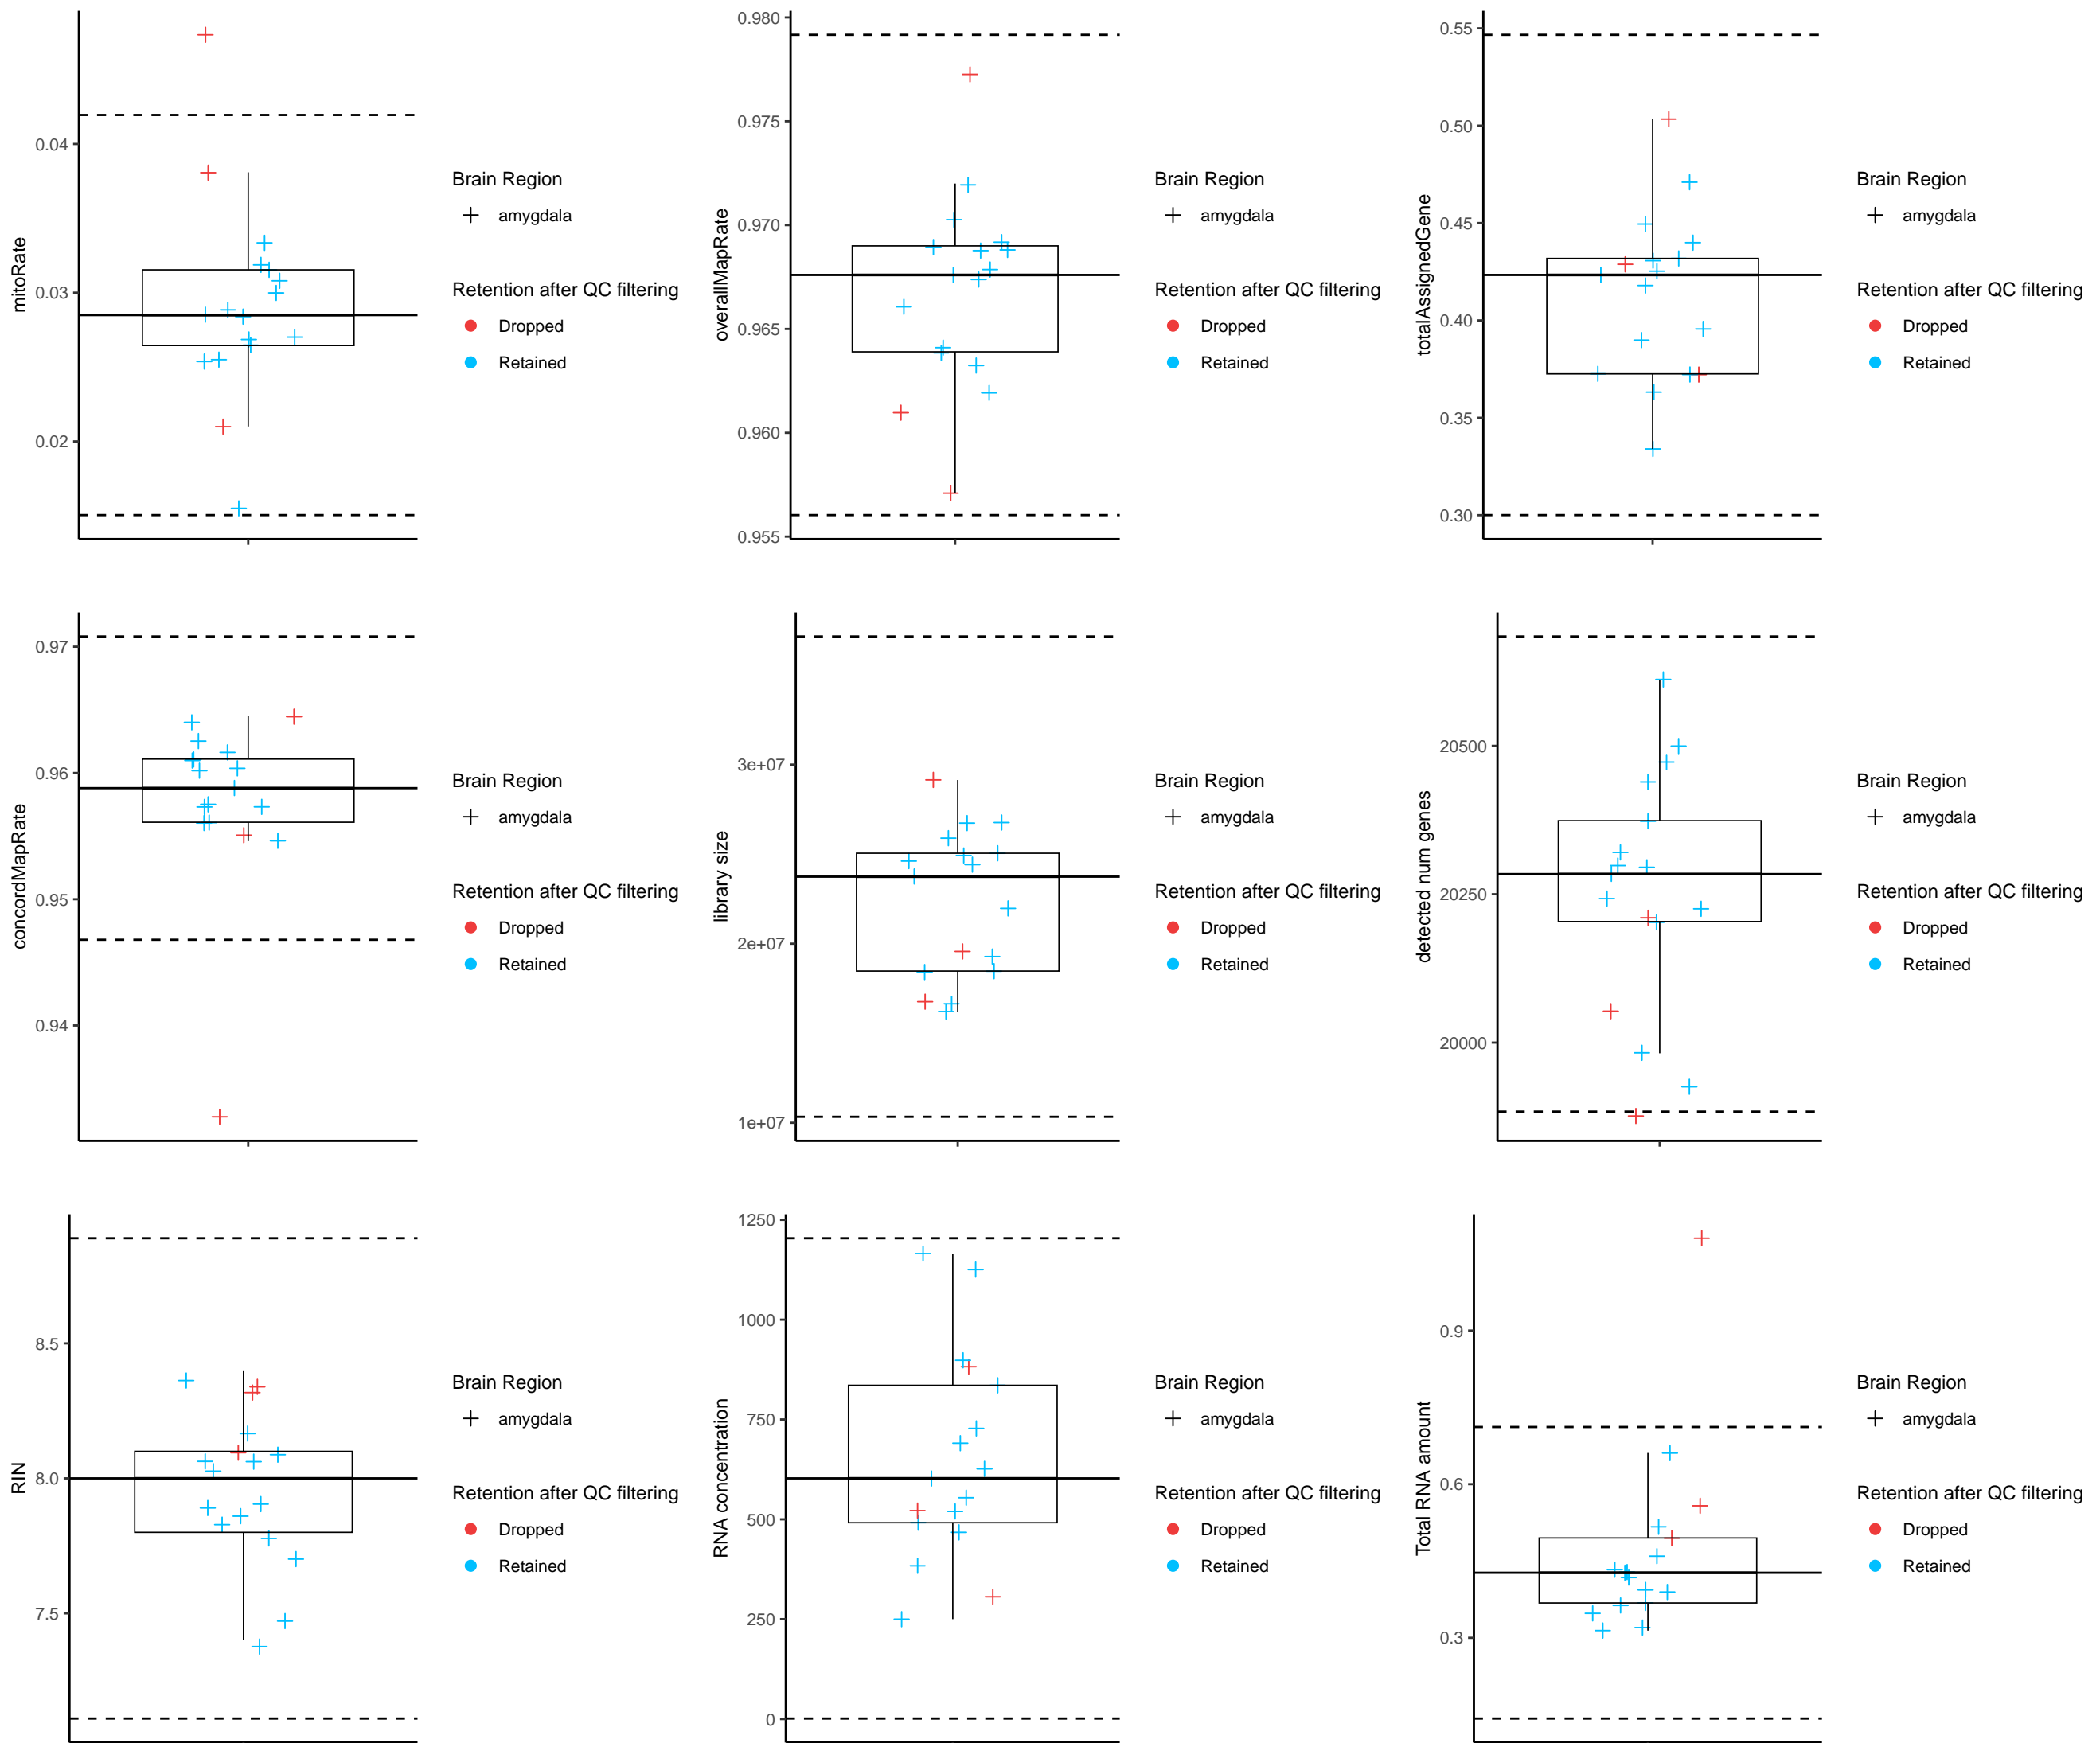 mitoRate
0.04
0.03
0.02
Brain Region
amygdala
Retention after QC filtering
Dropped
Retained
overallMapRate
0.980
0.975
0.970
0.965
0.960
0.955
Brain Region
amygdala
Retention after QC filtering
Dropped
Retained
totalAssignedGene
0.55
0.50
0.45
0.40
0.35
0.30
Brain Region
amygdala
Retention after QC filtering
Dropped
Retained
concordMapRate
0.97
0.96
0.95
0.94
Brain Region
amygdala
Retention after QC filtering
Dropped
Retained
library size
3e+07
2e+07
1e+07
Brain Region
amygdala
Retention after QC filtering
Dropped
Retained
detected num genes
20500
20250
20000
Brain Region
amygdala
Retention after QC filtering
Dropped
Retained
RIN
8.5
8.0
7.5
Brain Region
amygdala
Retention after QC filtering
Dropped
Retained
RNA concentration
1250
1000
750
500
250
0
Brain Region
amygdala
Retention after QC filtering
Dropped
Retained
Total RNA amount
0.9
0.6
0.3
Brain Region
amygdala
Retention after QC filtering
Dropped
Retained